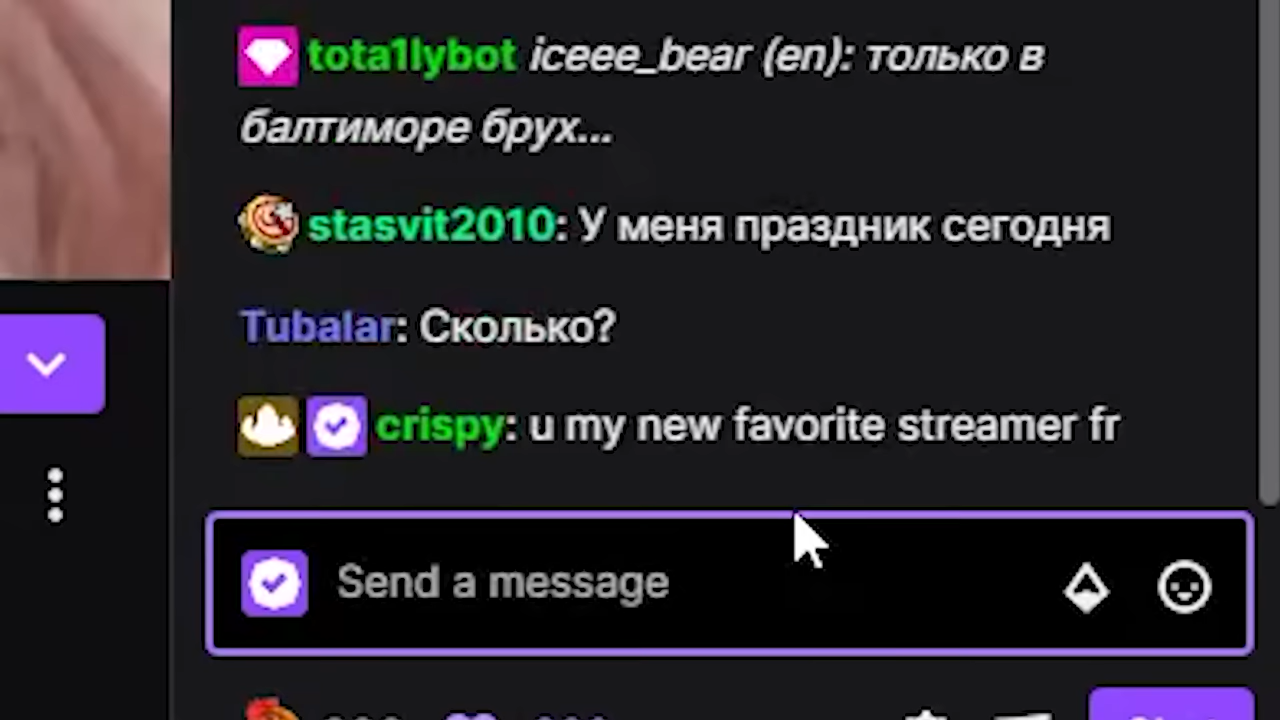 tota1lybot iceee_bear (en): только в
балтиморе брух...
stasvit2010: У меня праздник сегодня
Tubalar: Сколько?
crispy: u my new favorite streamer fr
Send a message